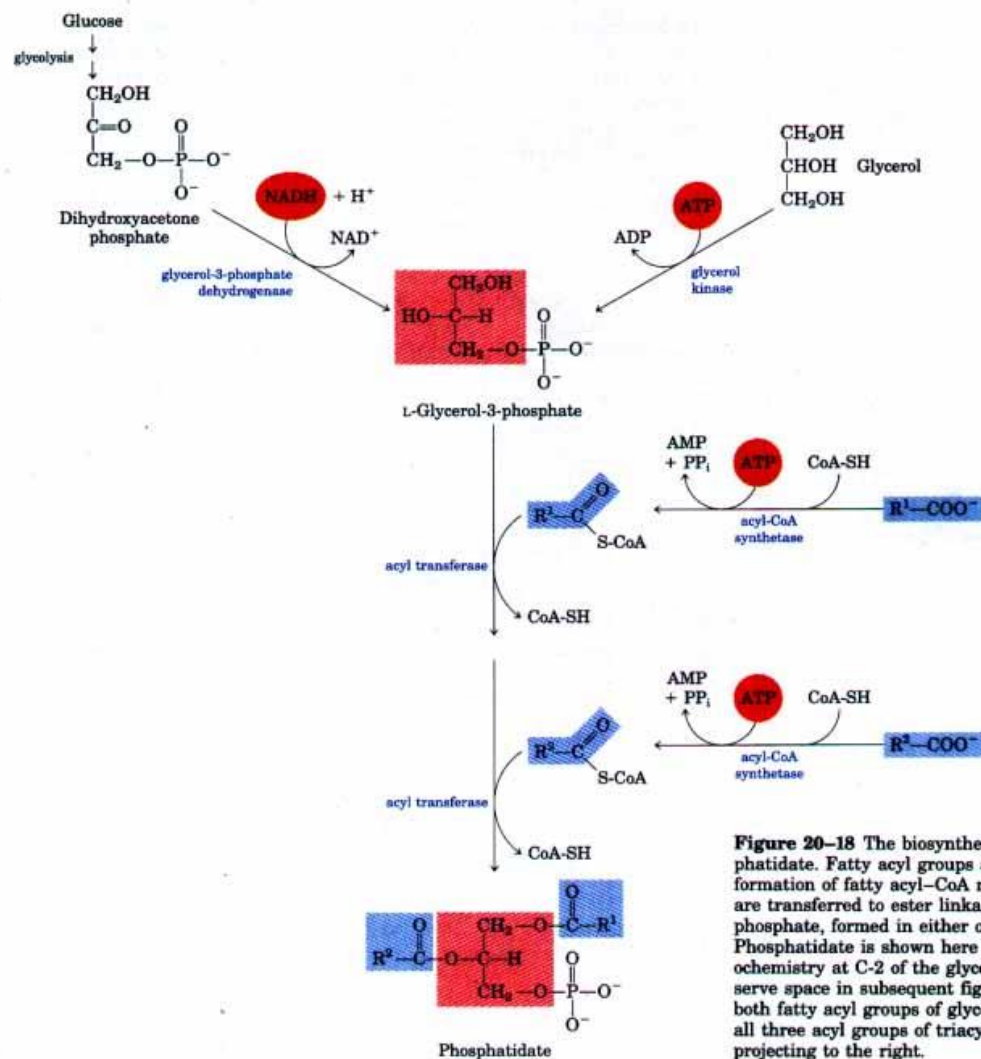 Glucose
glycolysis
CH₂OH
C=O
O
CH₂—O—P—O⁻
O⁻
Dihydroxyacetone
phosphate
NADH + H⁺
NAD⁺
glycerol-3-phosphate
dehydrogenase
CH₂OH
CHOH Glycerol
CH₂OH
ATP
ADP
glycerol
kinase
CH₂OH
HO—C—H
O
CH₂—O—P—O⁻
O⁻
L-Glycerol-3-phosphate
AMP
+ PPᵢ
ATP
CoA-SH
R¹—COO⁻
acyl-CoA
synthetase
O
R¹—C
S-CoA
acyl transferase
CoA-SH
AMP
+ PPᵢ
ATP
CoA-SH
R²—COO⁻
acyl-CoA
synthetase
O
R²—C
S-CoA
acyl transferase
CoA-SH
O
O
CH₂—O—C—R¹
R²—C—O—C—H
O
CH₂—O—P—O⁻
O⁻
Phosphatidate
Figure 20–18 The biosynthe
phatidate. Fatty acyl groups
formation of fatty acyl–CoA
are transferred to ester linka
phosphate, formed in either
Phosphatidate is shown here
ochemistry at C-2 of the glyce
serve space in subsequent fig
both fatty acyl groups of glyc
all three acyl groups of triacy
projecting to the right.